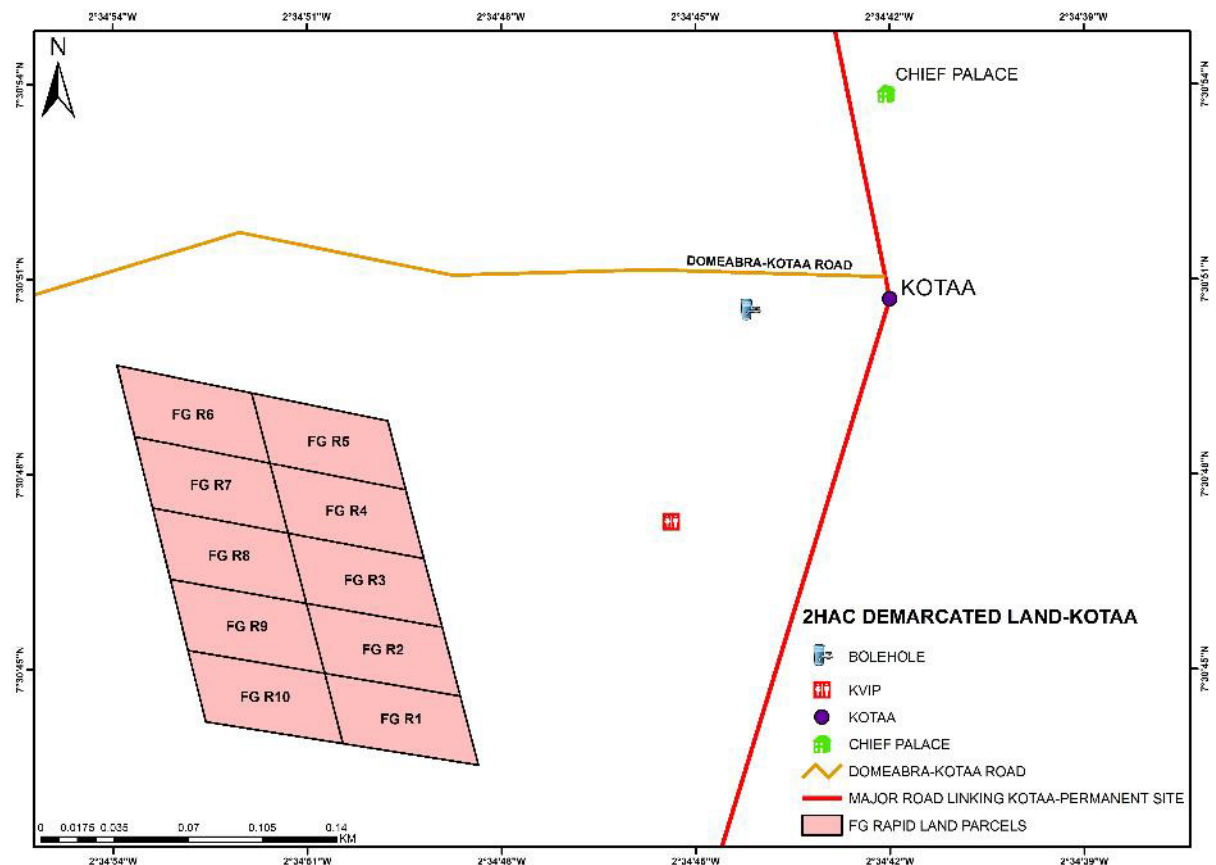 2°34'54"W 2°34'51"W 2°34'48"W 2°34'45"W 2°34'42"W 2°34'39"W
N
CHIEF PALACE
7°30'54"N 7°30'54"N
DOMEABRA-KOTAA ROAD
7°30'51"N 7°30'51"N
KOTAA
FG R6
FG R5
FG R7
7°30'48"N 7°30'48"N
FG R4
FG R8
FG R3
FG R9
FG R2
FG R10
FG R1
7°30'45"N 7°30'45"N
2HAC DEMARCATED LAND-KOTAA
BOLEHOLE
KVIP
KOTAA
CHIEF PALACE
DOMEABRA-KOTAA ROAD
MAJOR ROAD LINKING KOTAA-PERMANENT SITE
FG RAPID LAND PARCELS
0 0.0175 0.035 0.07 0.105 0.14
KM
2°34'54"W 2°34'51"W 2°34'48"W 2°34'45"W 2°34'42"W 2°34'39"W